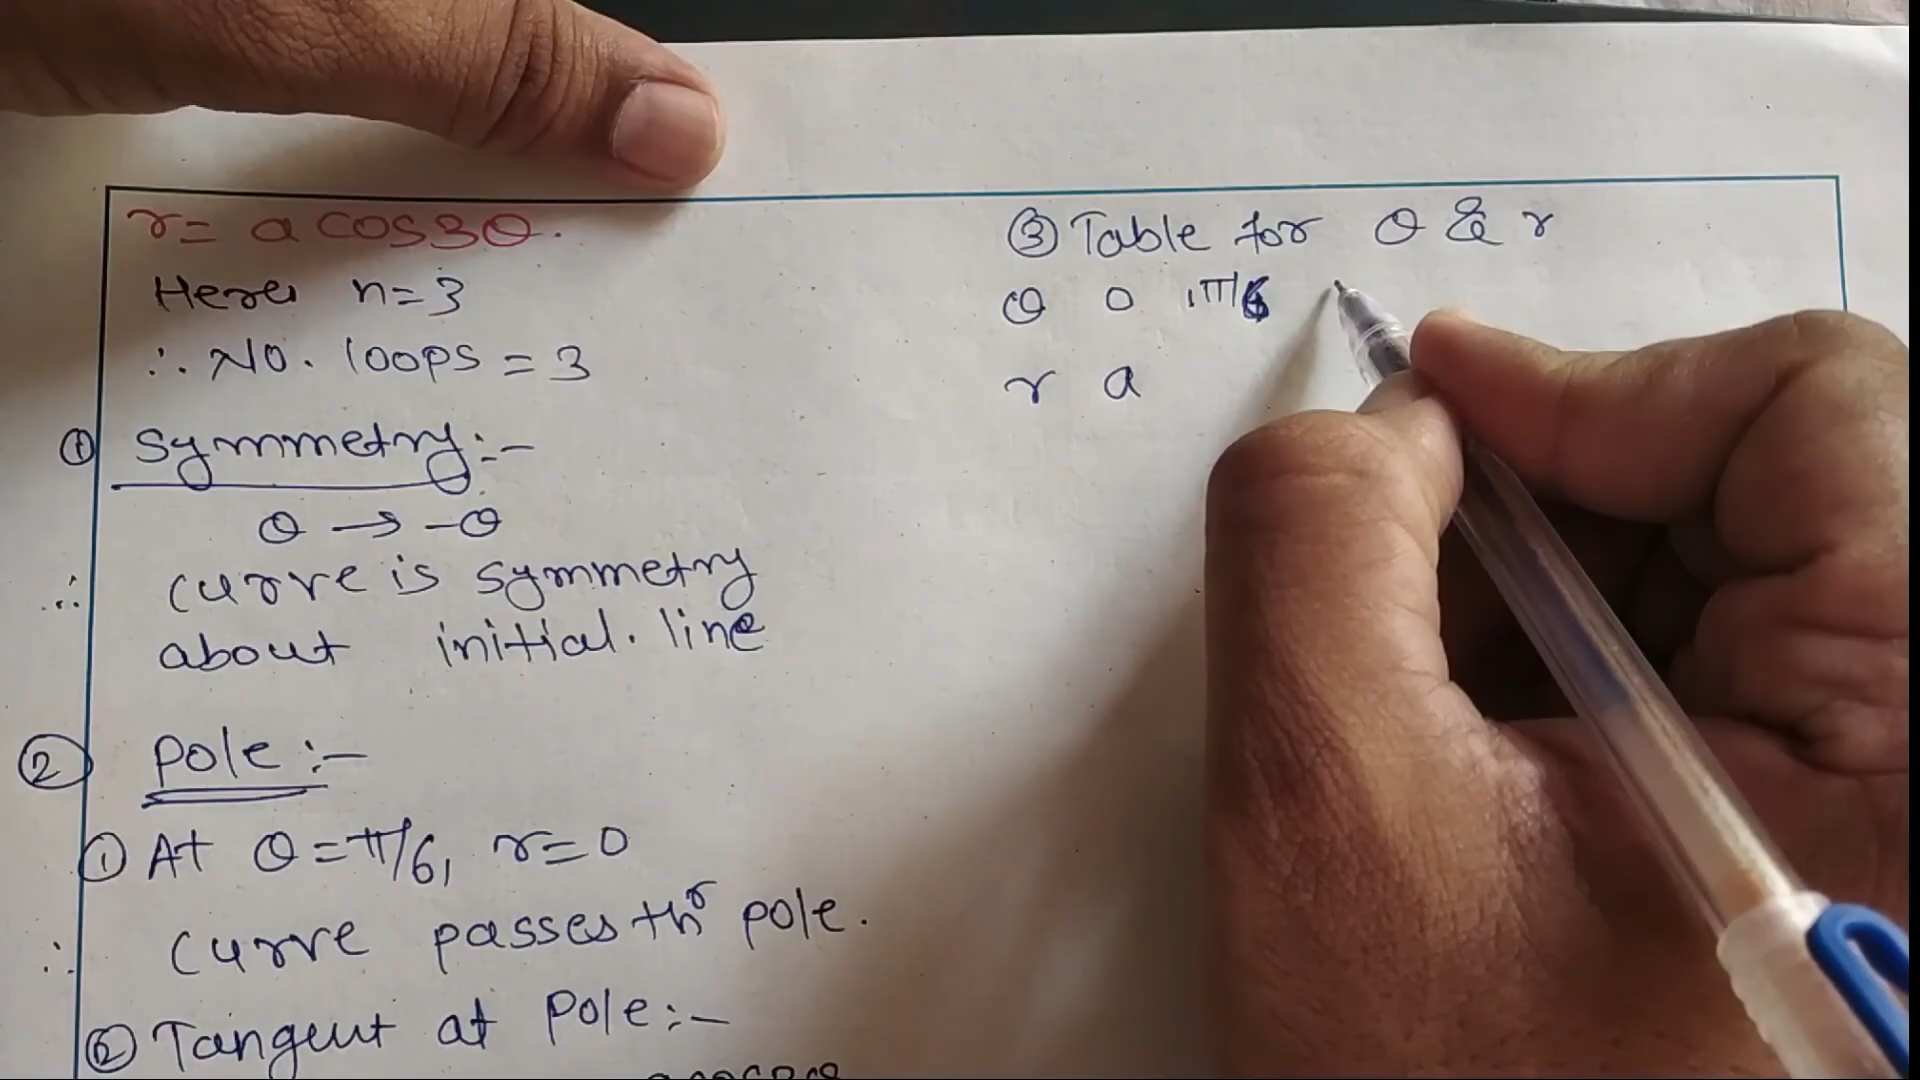 r = a cos3θ.
Here n=3
∴ No. loops = 3
① Symmetry:-
θ → -θ
∴ curve is symmetry
about initial. line
② Pole:-
① At θ=π/6, r=0
∴ curve passes thr pole.
② Tangent at Pole:-
③ Table for θ & r
θ 0 π/6
r a